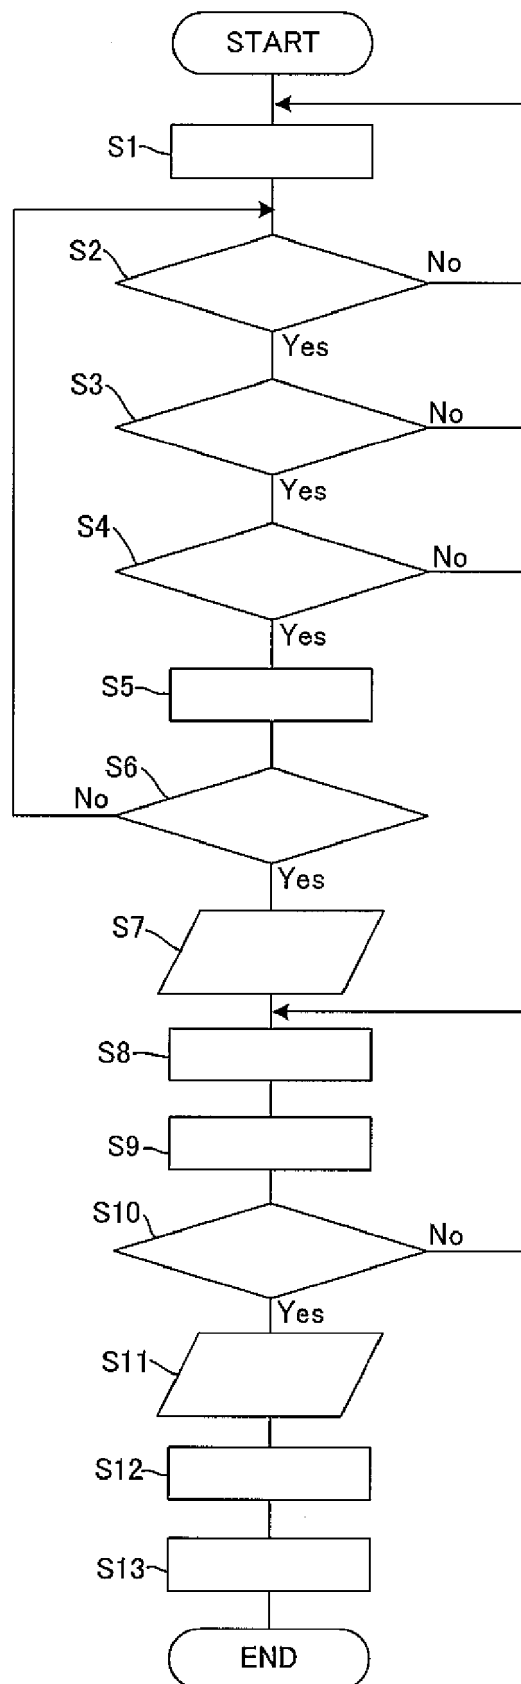 START
S1
S2
No
Yes
S3
No
Yes
S4
No
Yes
S5
S6
No
Yes
S7
S8
S9
S10
No
Yes
S11
S12
S13
END